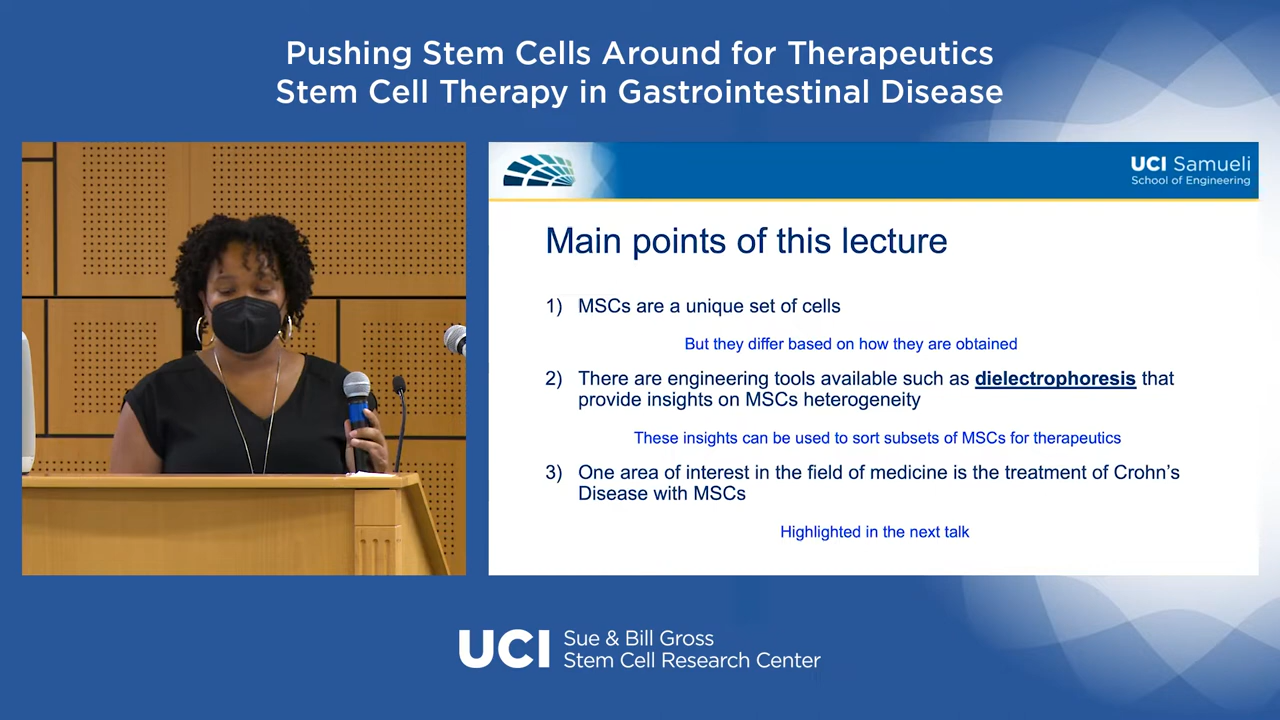 Pushing Stem Cells Around for Therapeutics
Stem Cell Therapy in Gastrointestinal Disease
UCI Samueli
School of Engineering
Main points of this lecture
1) MSCs are a unique set of cells
But they differ based on how they are obtained
2) There are engineering tools available such as dielectrophoresis that
provide insights on MSCs heterogeneity
These insights can be used to sort subsets of MSCs for therapeutics
3) One area of interest in the field of medicine is the treatment of Crohn's
Disease with MSCs
Highlighted in the next talk
UCI
Sue & Bill Gross
Stem Cell Research Center